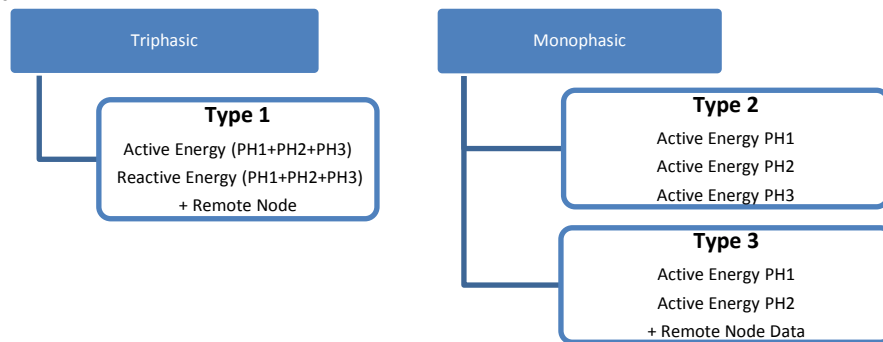 Triphasic
Type 1
Active Energy (PH1+PH2+PH3)
Reactive Energy (PH1+PH2+PH3)
+ Remote Node
Monophasic
Type 2
Active Energy PH1
Active Energy PH2
Active Energy PH3
Type 3
Active Energy PH1
Active Energy PH2
+ Remote Node Data